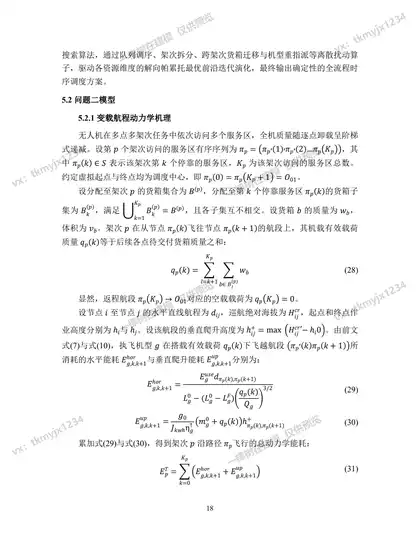 搜索算法，通过队列调序、架次拆分、跨架次货箱迁移与机型重指派等离散扰动算
子，驱动各资源维度的解向帕累托最优前沿迭代演化，最终输出确定性的全流程时
序调度方案。
5.2 问题二模型
5.2.1 变载航程动力学机理
无人机在多点多架次任务中依次访问多个服务区，全机质量随逐点卸载呈阶梯
式递减。设第 p 个架次访问的服务区有序序列为 π_p = (π_p·(1)·π_p·(2)…π_p(K_p))，其
中 π_p(k) ∈ S 表示该架次第 k 个停靠的服务区，K_p 为该架次访问的服务区总数。
约定虚拟起点与终点均为调度中心，即 π_p(0) = π_p(K_p + 1) = O_01。
设分配至架次 p 的货箱集合为 B^(p)，分配至第 k 个停靠服务区 π_p(k)的货箱子
集为 B_k^(p)，满足 ⋃_{k=1}^{K_p} B_k^(p) = B^(p)，且各子集互不相交。设货箱 b 的质量为 w_b，
体积为 v_b。架次 p 在从节点 π_p(k)飞往节点 π_p(k + 1)的航段上，其机载有效载荷
质量 q_p(k)等于后续各点待交付货箱质量之和：
q_p(k) = ∑_{l=k+1}^{K_p} ∑_{b∈B_l^(p)} w_b (28)
显然，返程航段 π_p(K_p) → O_01对应的空载载荷为 q_p(K_p) = 0。
设节点 i 至节点 j 的水平直线航程为 d_ij，巡航绝对海拔为 H_ij^cr，起点和终点作
业高度分别为 h_i与 h_j。设该航段的垂直爬升高度为 h_ij^+ = max (H_ij^cr − h_i0)。由前文
式(7)与式(10)，执飞机型 g 在搭载有效载荷 q_p(k)下飞越航段 (π_p·(k)π_p(k + 1))所
消耗的水平能耗 E_{g,k,k+1}^hor与垂直爬升能耗 E_{g,k,k+1}^up分别为：
E_{g,k,k+1}^hor = E_g^use d_{π_p(k),π_p(k+1)} / (L_g^0 − (L_g^0 − L_g^F)(q_p(k)/Q_g)^{3/2}) (29)
E_{g,k,k+1}^up = g_0/(J_kwh η_g^↑) (m_g^0 + q_p(k))h^+_{π_p(k),π_p(k+1)} (30)
累加式(29)与式(30)，得到架次 p 沿路径 π_p飞行的总动力学能耗：
E_p^T = ∑_{k=0}^{K_p} (E_{g,k,k+1}^hor + E_{g,k,k+1}^up) (31)
18
vx: tkmyjx1234